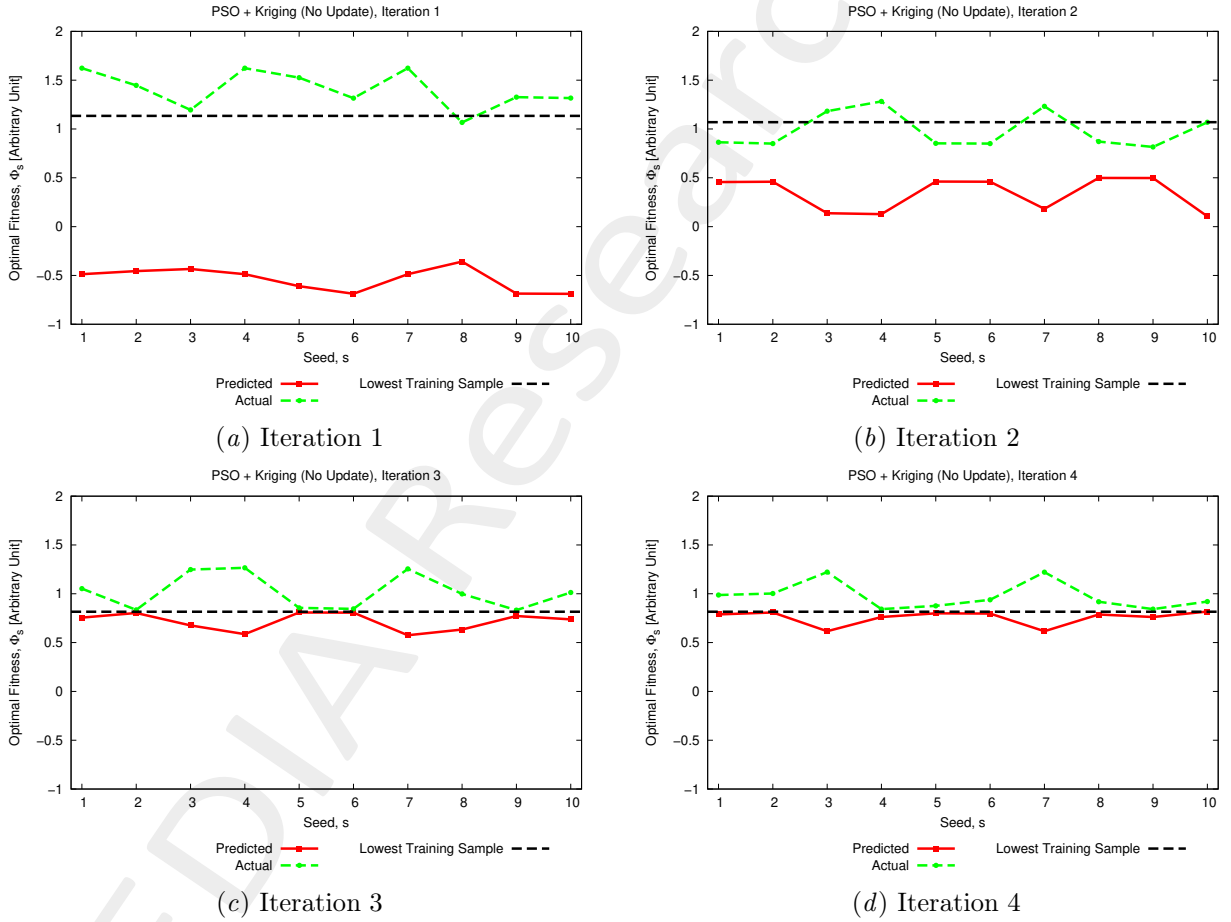 PSO + Kriging (No Update), Iteration 1
2
1.5
1
0.5
0
−0.5
−1
Optimal Fitness, Φs [Arbitrary Unit]
1 2 3 4 5 6 7 8 9 10
Seed, s
Predicted
Actual
Lowest Training Sample
(a) Iteration 1
PSO + Kriging (No Update), Iteration 2
2
1.5
1
0.5
0
−0.5
−1
Optimal Fitness, Φs [Arbitrary Unit]
1 2 3 4 5 6 7 8 9 10
Seed, s
Predicted
Actual
Lowest Training Sample
(b) Iteration 2
PSO + Kriging (No Update), Iteration 3
2
1.5
1
0.5
0
−0.5
−1
Optimal Fitness, Φs [Arbitrary Unit]
1 2 3 4 5 6 7 8 9 10
Seed, s
Predicted
Actual
Lowest Training Sample
(c) Iteration 3
PSO + Kriging (No Update), Iteration 4
2
1.5
1
0.5
0
−0.5
−1
Optimal Fitness, Φs [Arbitrary Unit]
1 2 3 4 5 6 7 8 9 10
Seed, s
Predicted
Actual
Lowest Training Sample
(d) Iteration 4
EDIAResearc